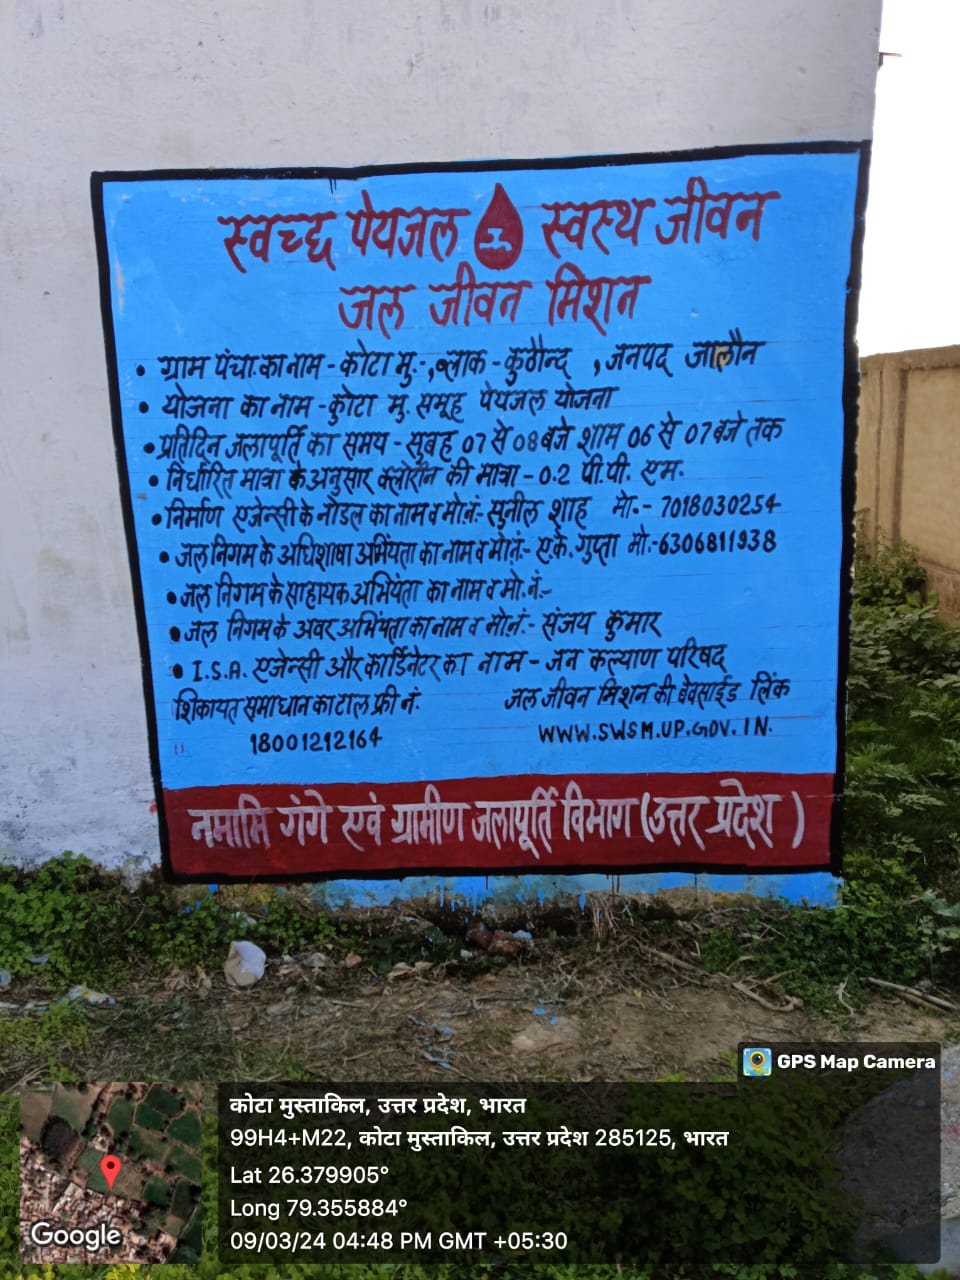 स्वच्छ पेयजल स्वस्थ जीवन
जल जीवन मिशन
• ग्राम पंचा. का नाम - कोटा मु.-, ब्लाक - कुठौन्द , जनपद जालौन
• योजना का नाम - कोटा मु. समूह पेयजल योजना
• प्रतिदिन जलापूर्ति का समय - सुबह 07 से 08 बजे शाम 06 से 07 बजे तक
• निर्धारित मात्रा के अनुसार क्लोरीन की मात्रा - 0.2 पी.पी. एम.
• निर्माण एजेन्सी के नोडल का नाम व मो.नं:- सुनील शाह मो.- 7018030254
• जल निगम के अधिशाषा अभियंता का नाम व मो.नं:- ए.के. गुप्ता मो.-6306811938
• जल निगम के साहायक अभियंता का नाम व मो.नं:-
• जल निगम के अवर अभियंता का नाम व मो.नं:- संजय कुमार
• I.S.A. एजेन्सी और कार्डिनेटर का नाम - जन कल्याण परिषद्
शिकायत समाधान का टाल फ्री नं: जल जीवन मिशन की वेवसाईड लिंक
18001212164 WWW.SWSM.UP.GOV.IN.
नमामि गंगे एवं ग्रामीण जलापूर्ति विभाग (उत्तर प्रदेश)
GPS Map Camera
कोटा मुस्ताकिल, उत्तर प्रदेश, भारत
99H4+M22, कोटा मुस्ताकिल, उत्तर प्रदेश 285125, भारत
Lat 26.379905°
Long 79.355884°
09/03/24 04:48 PM GMT +05:30
Google